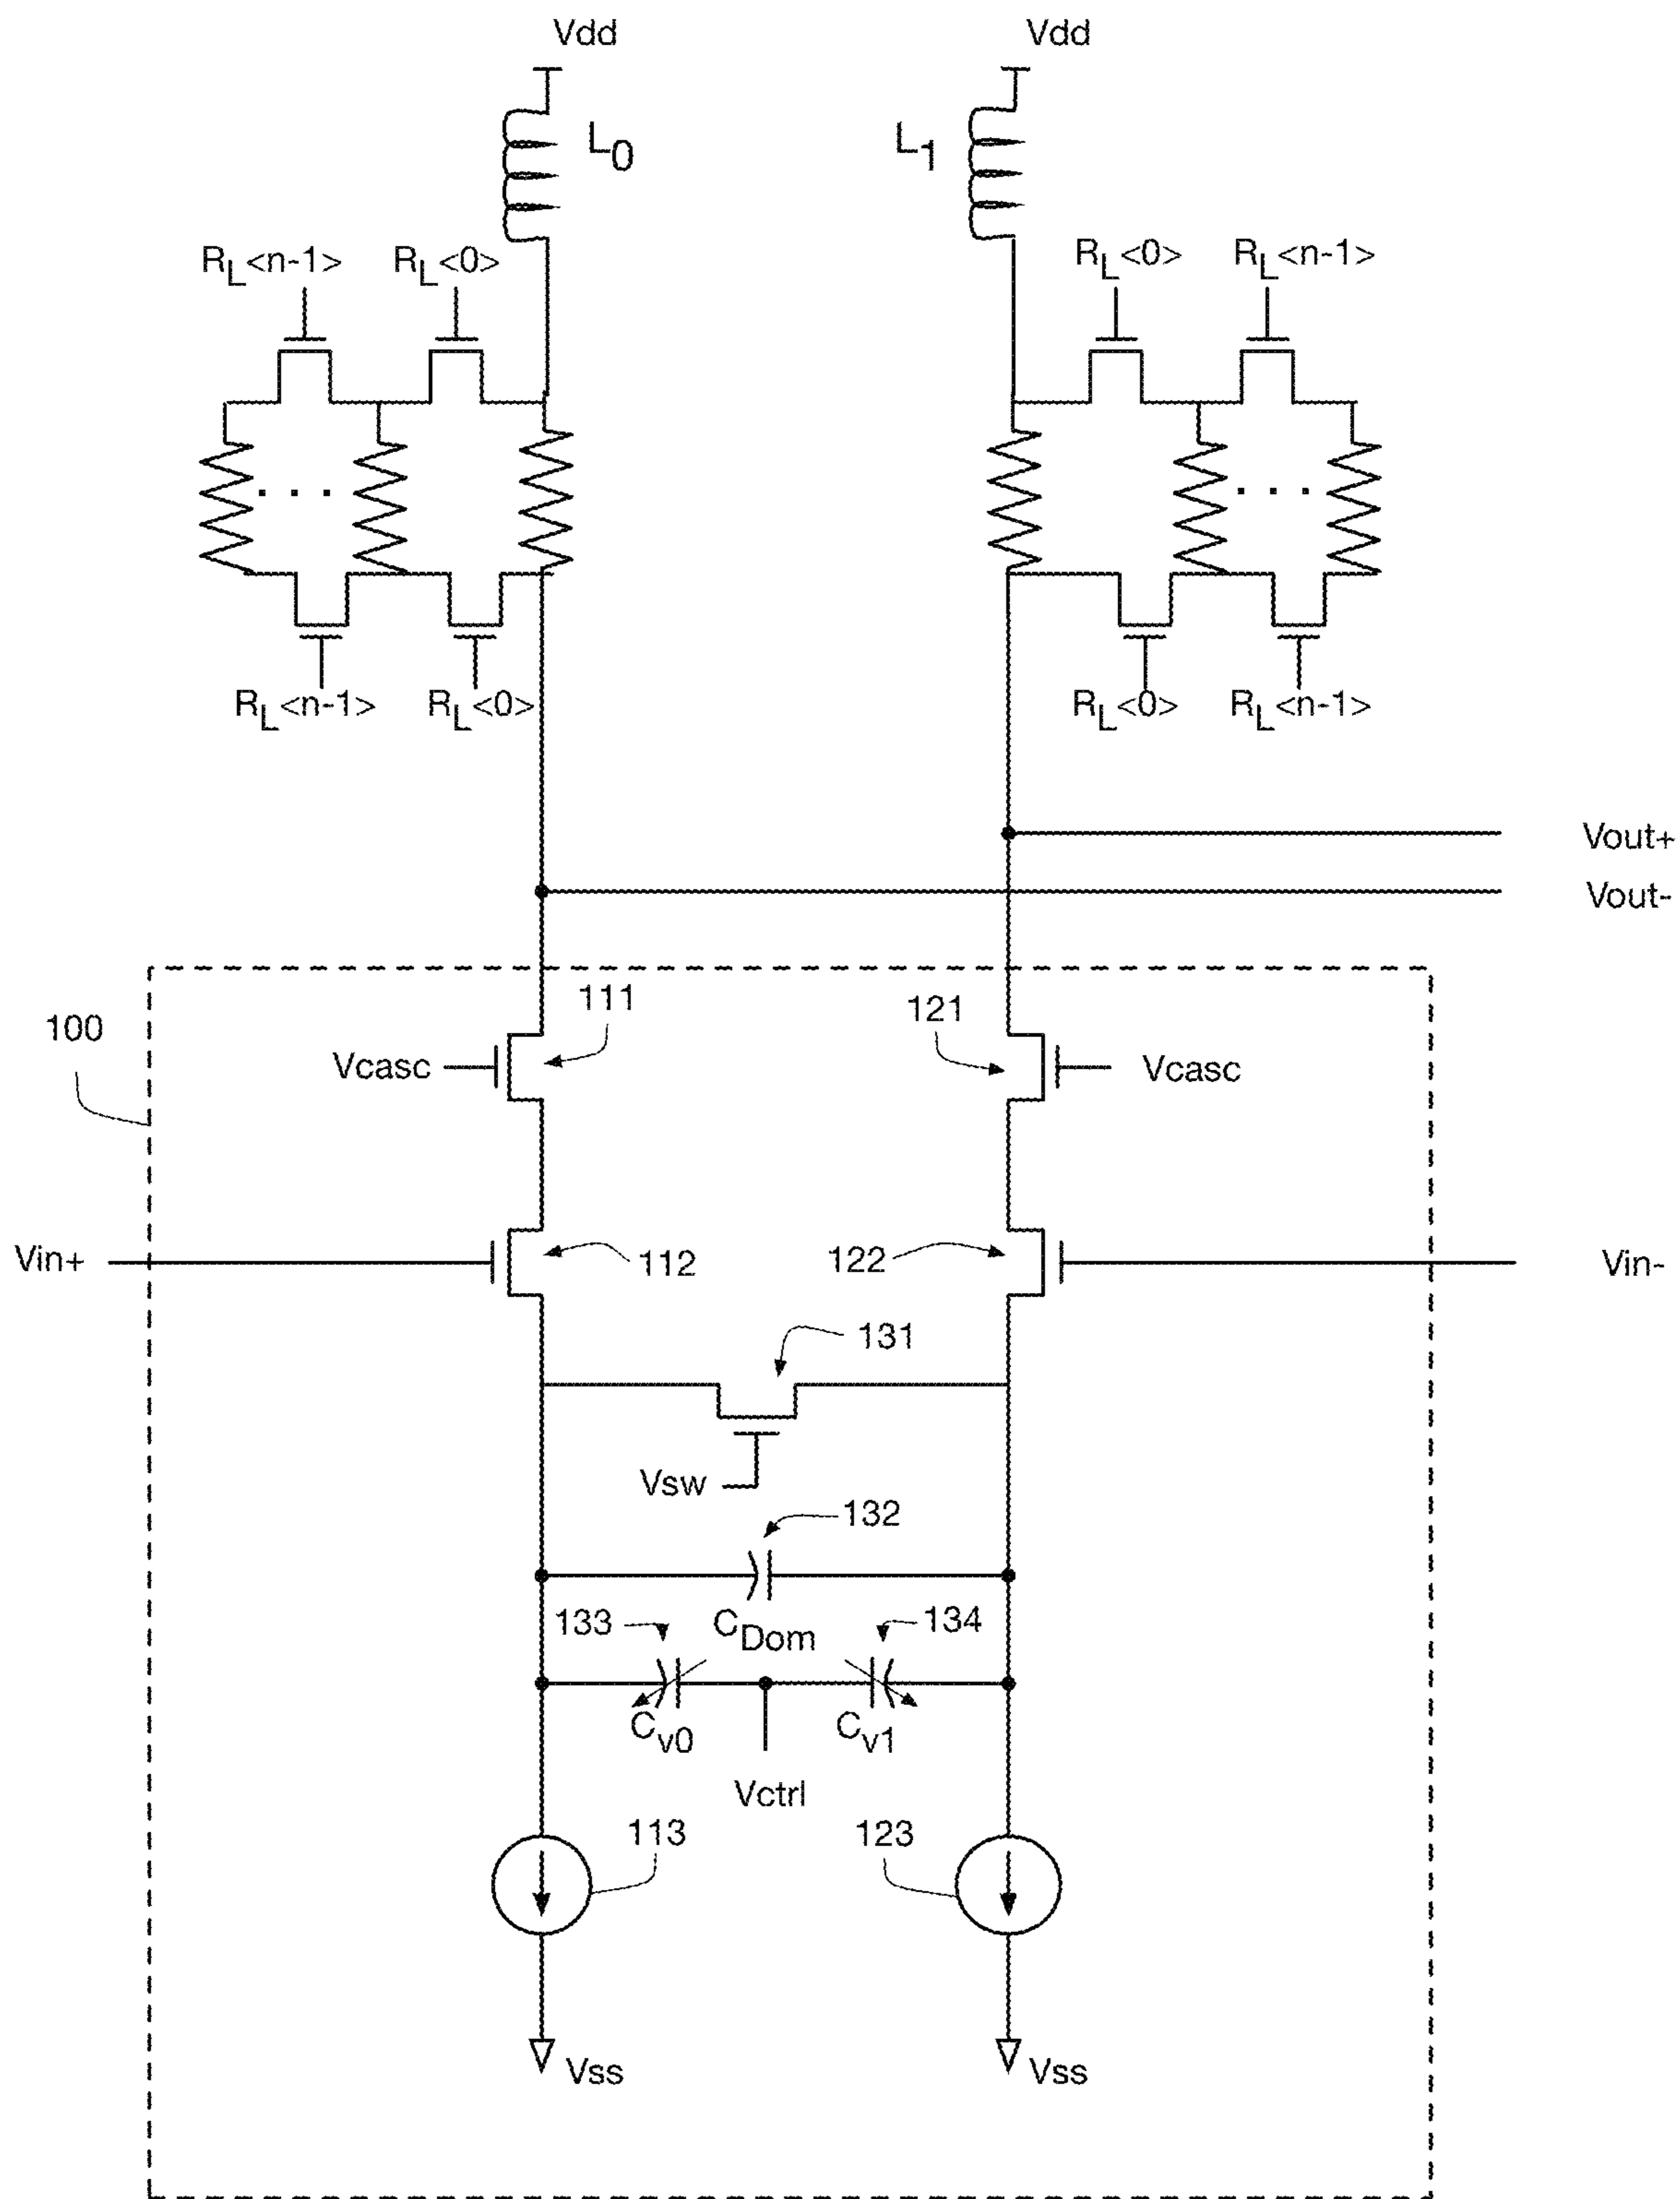 Vdd Vdd
L0 L1
RL<n-1> RL<0> RL<0> RL<n-1>
RL<n-1> RL<0> RL<0> RL<n-1>
Vout+
Vout-
111 121
100
Vcasc Vcasc
Vin+ 112 122 Vin-
131
Vsw
132
133 CDom 134
Cv0 Cv1
Vctrl
113 123
Vss Vss